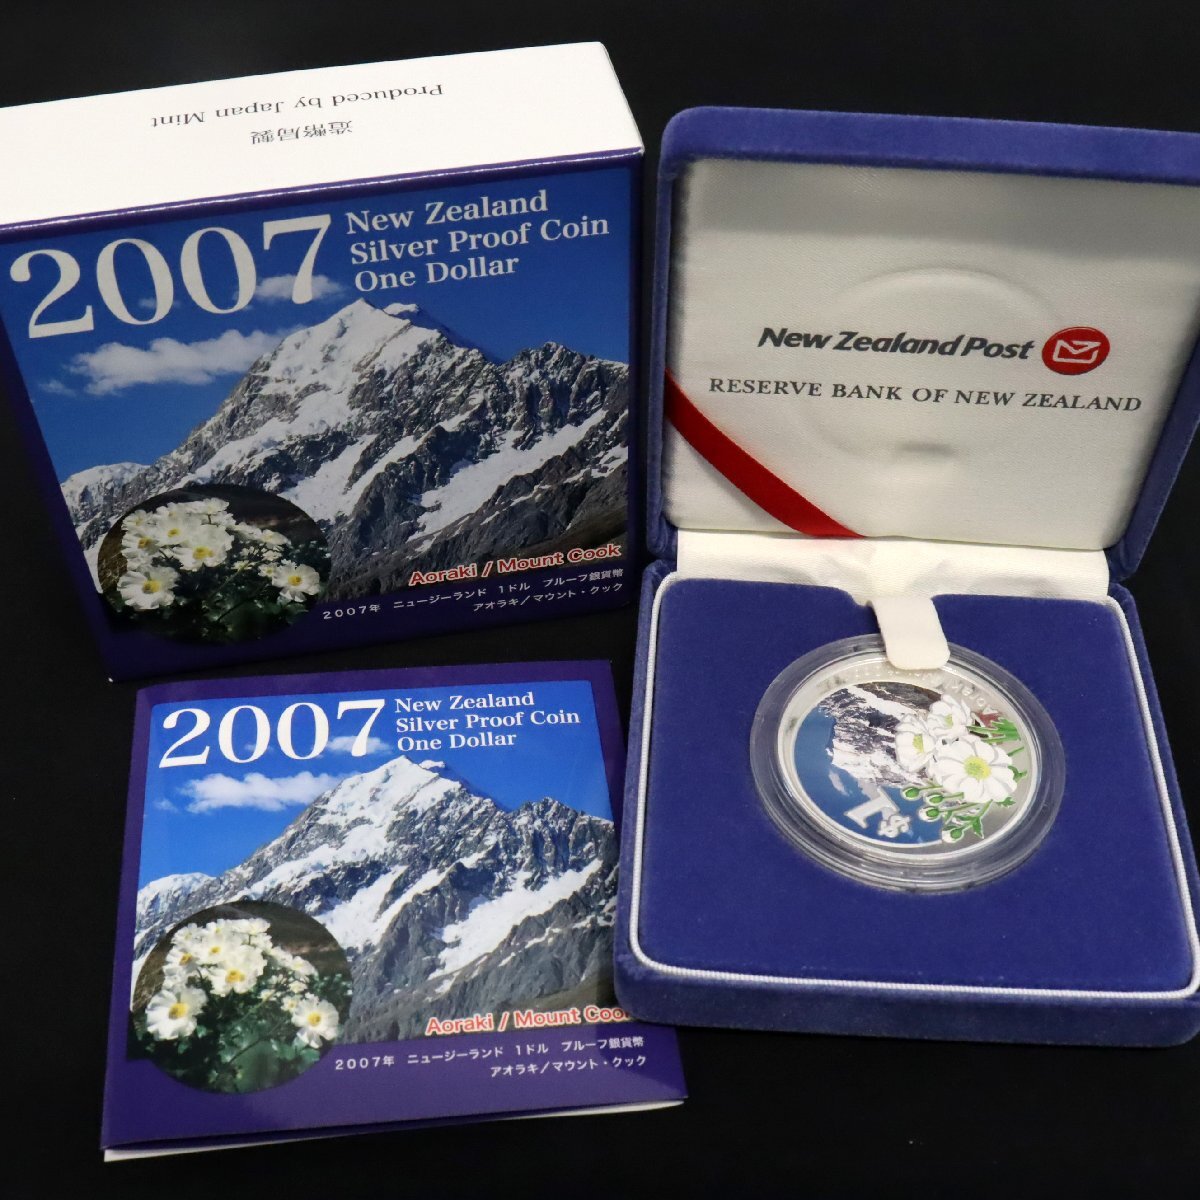 Produced by Japan Mint
造幣局製
2007
New Zealand
Silver Proof Coin
One Dollar
Aoraki / Mount Cook
2007年 ニュージーランド 1ドル プルーフ銀貨幣
アオラキ/マウント・クック
New Zealand Post
RESERVE BANK OF NEW ZEALAND
1$
2007
New Zealand
Silver Proof Coin
One Dollar
Aoraki / Mount Cook
2007年 ニュージーランド 1ドル プルーフ銀貨幣
アオラキ/マウント・クック